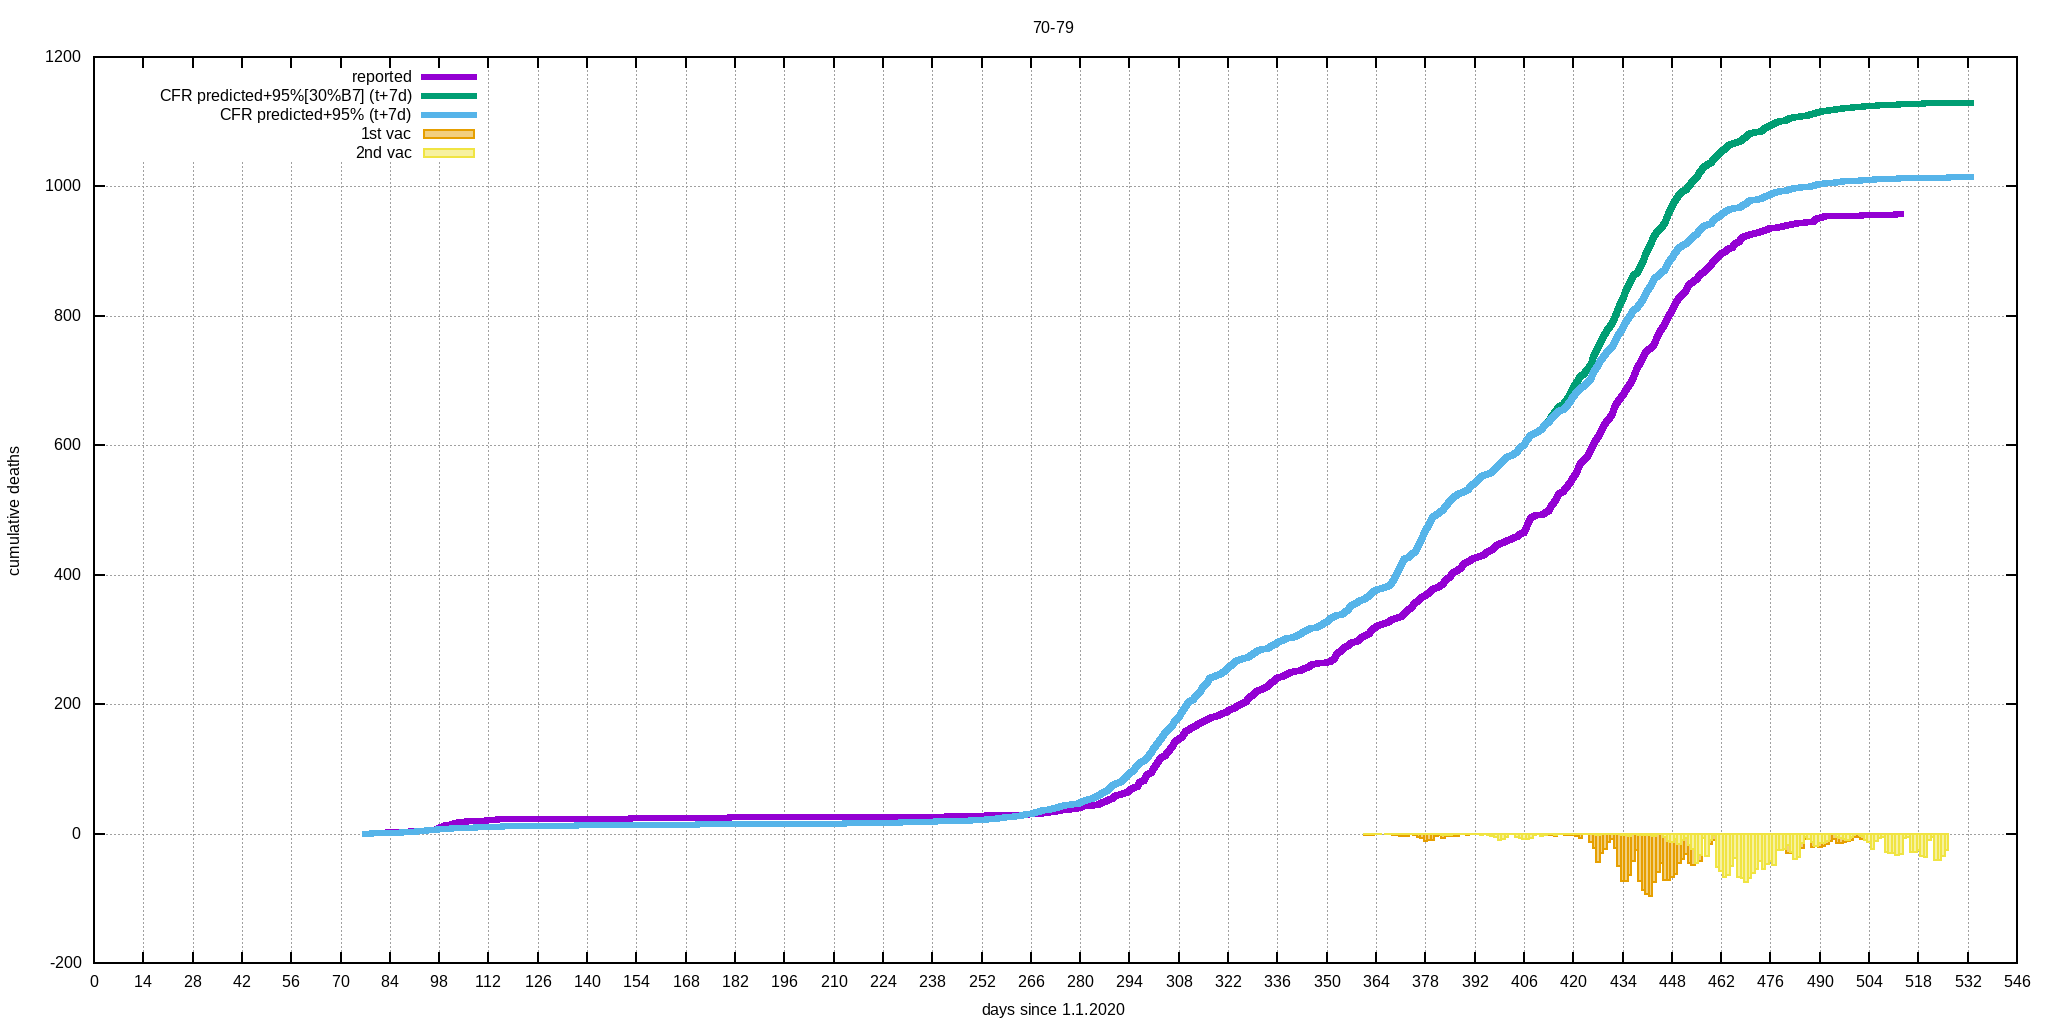 70-79
1200
1000
800
600
400
200
0
-200
cumulative deaths
reported
CFR predicted+95%[30%B7] (t+7d)
CFR predicted+95% (t+7d)
1st vac
2nd vac
0 14 28 42 56 70 84 98 112 126 140 154 168 182 196 210 224 238 252 266 280 294 308 322 336 350 364 378 392 406 420 434 448 462 476 490 504 518 532 546
days since 1.1.2020